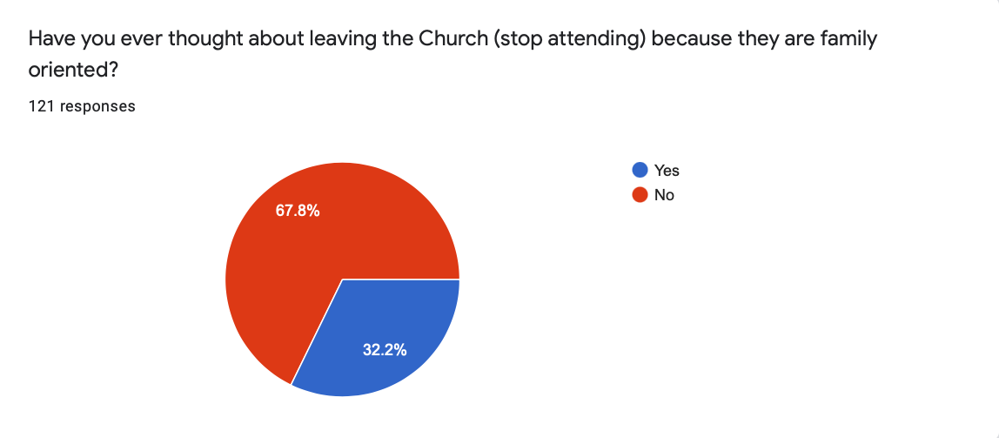 Have you ever thought about leaving the Church (stop attending) because they are family
oriented?
121 responses
Yes
No
67.8%
32.2%